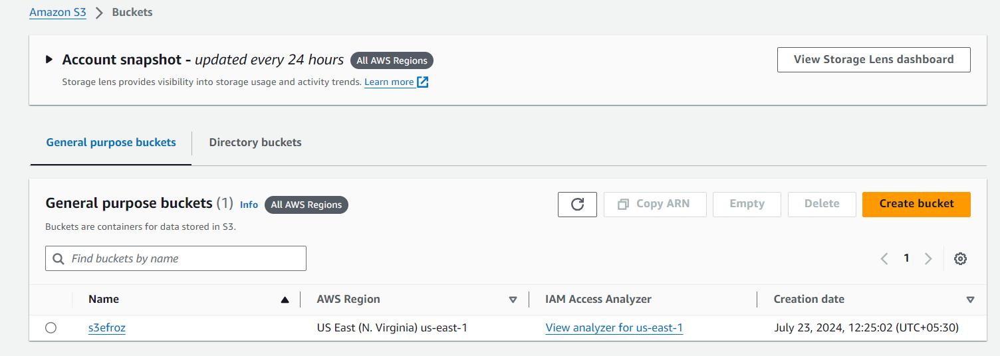 Amazon S3 > Buckets
Account snapshot - updated every 24 hours All AWS Regions View Storage Lens dashboard
Storage lens provides visibility into storage usage and activity trends. Learn more
General purpose buckets Directory buckets
General purpose buckets (1) Info All AWS Regions Copy ARN Empty Delete Create bucket
Buckets are containers for data stored in S3.
Find buckets by name 1
Name AWS Region IAM Access Analyzer Creation date
s3efroz US East (N. Virginia) us-east-1 View analyzer for us-east-1 July 23, 2024, 12:25:02 (UTC+05:30)